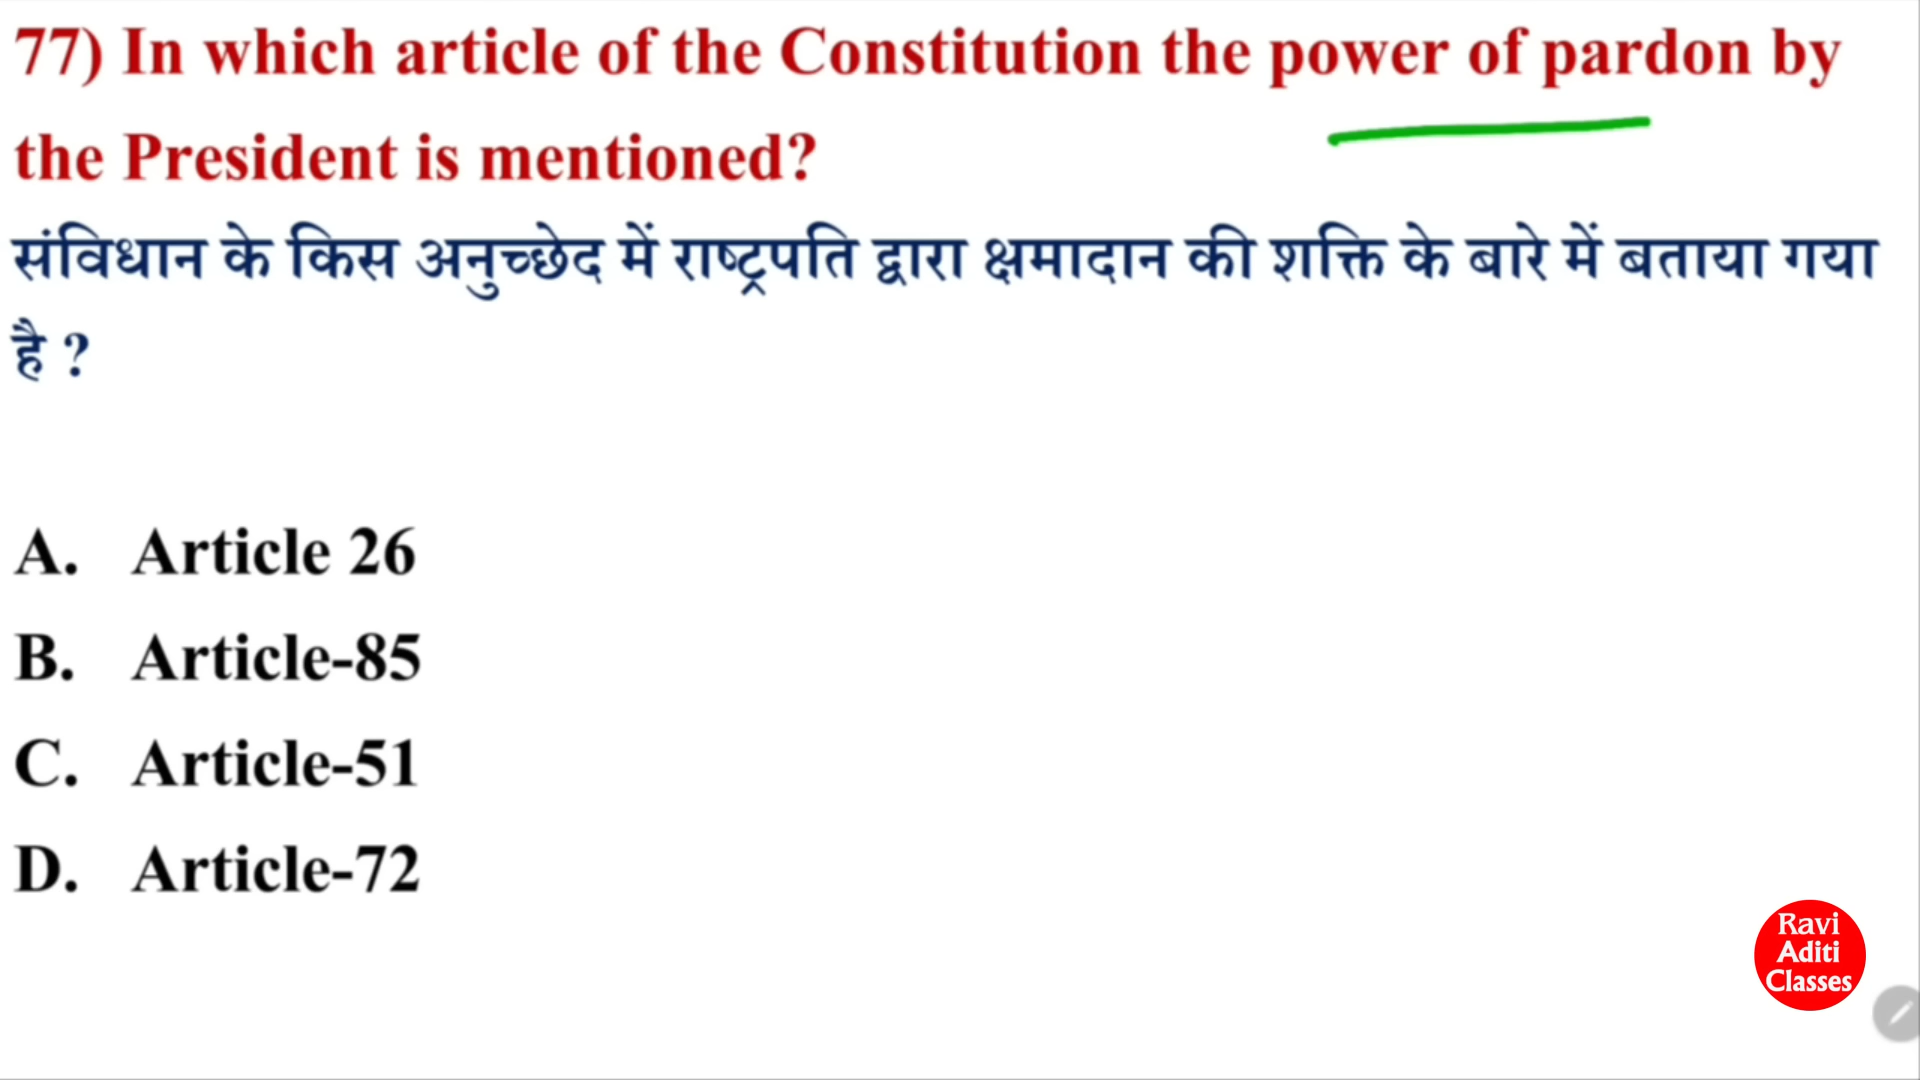 77) In which article of the Constitution the power of pardon by
the President is mentioned?
संविधान के किस अनुच्छेद में राष्ट्रपति द्वारा क्षमादान की शक्ति के बारे में बताया गया
है ?
A. Article 26
B. Article-85
C. Article-51
D. Article-72
Ravi
Aditi
Classes